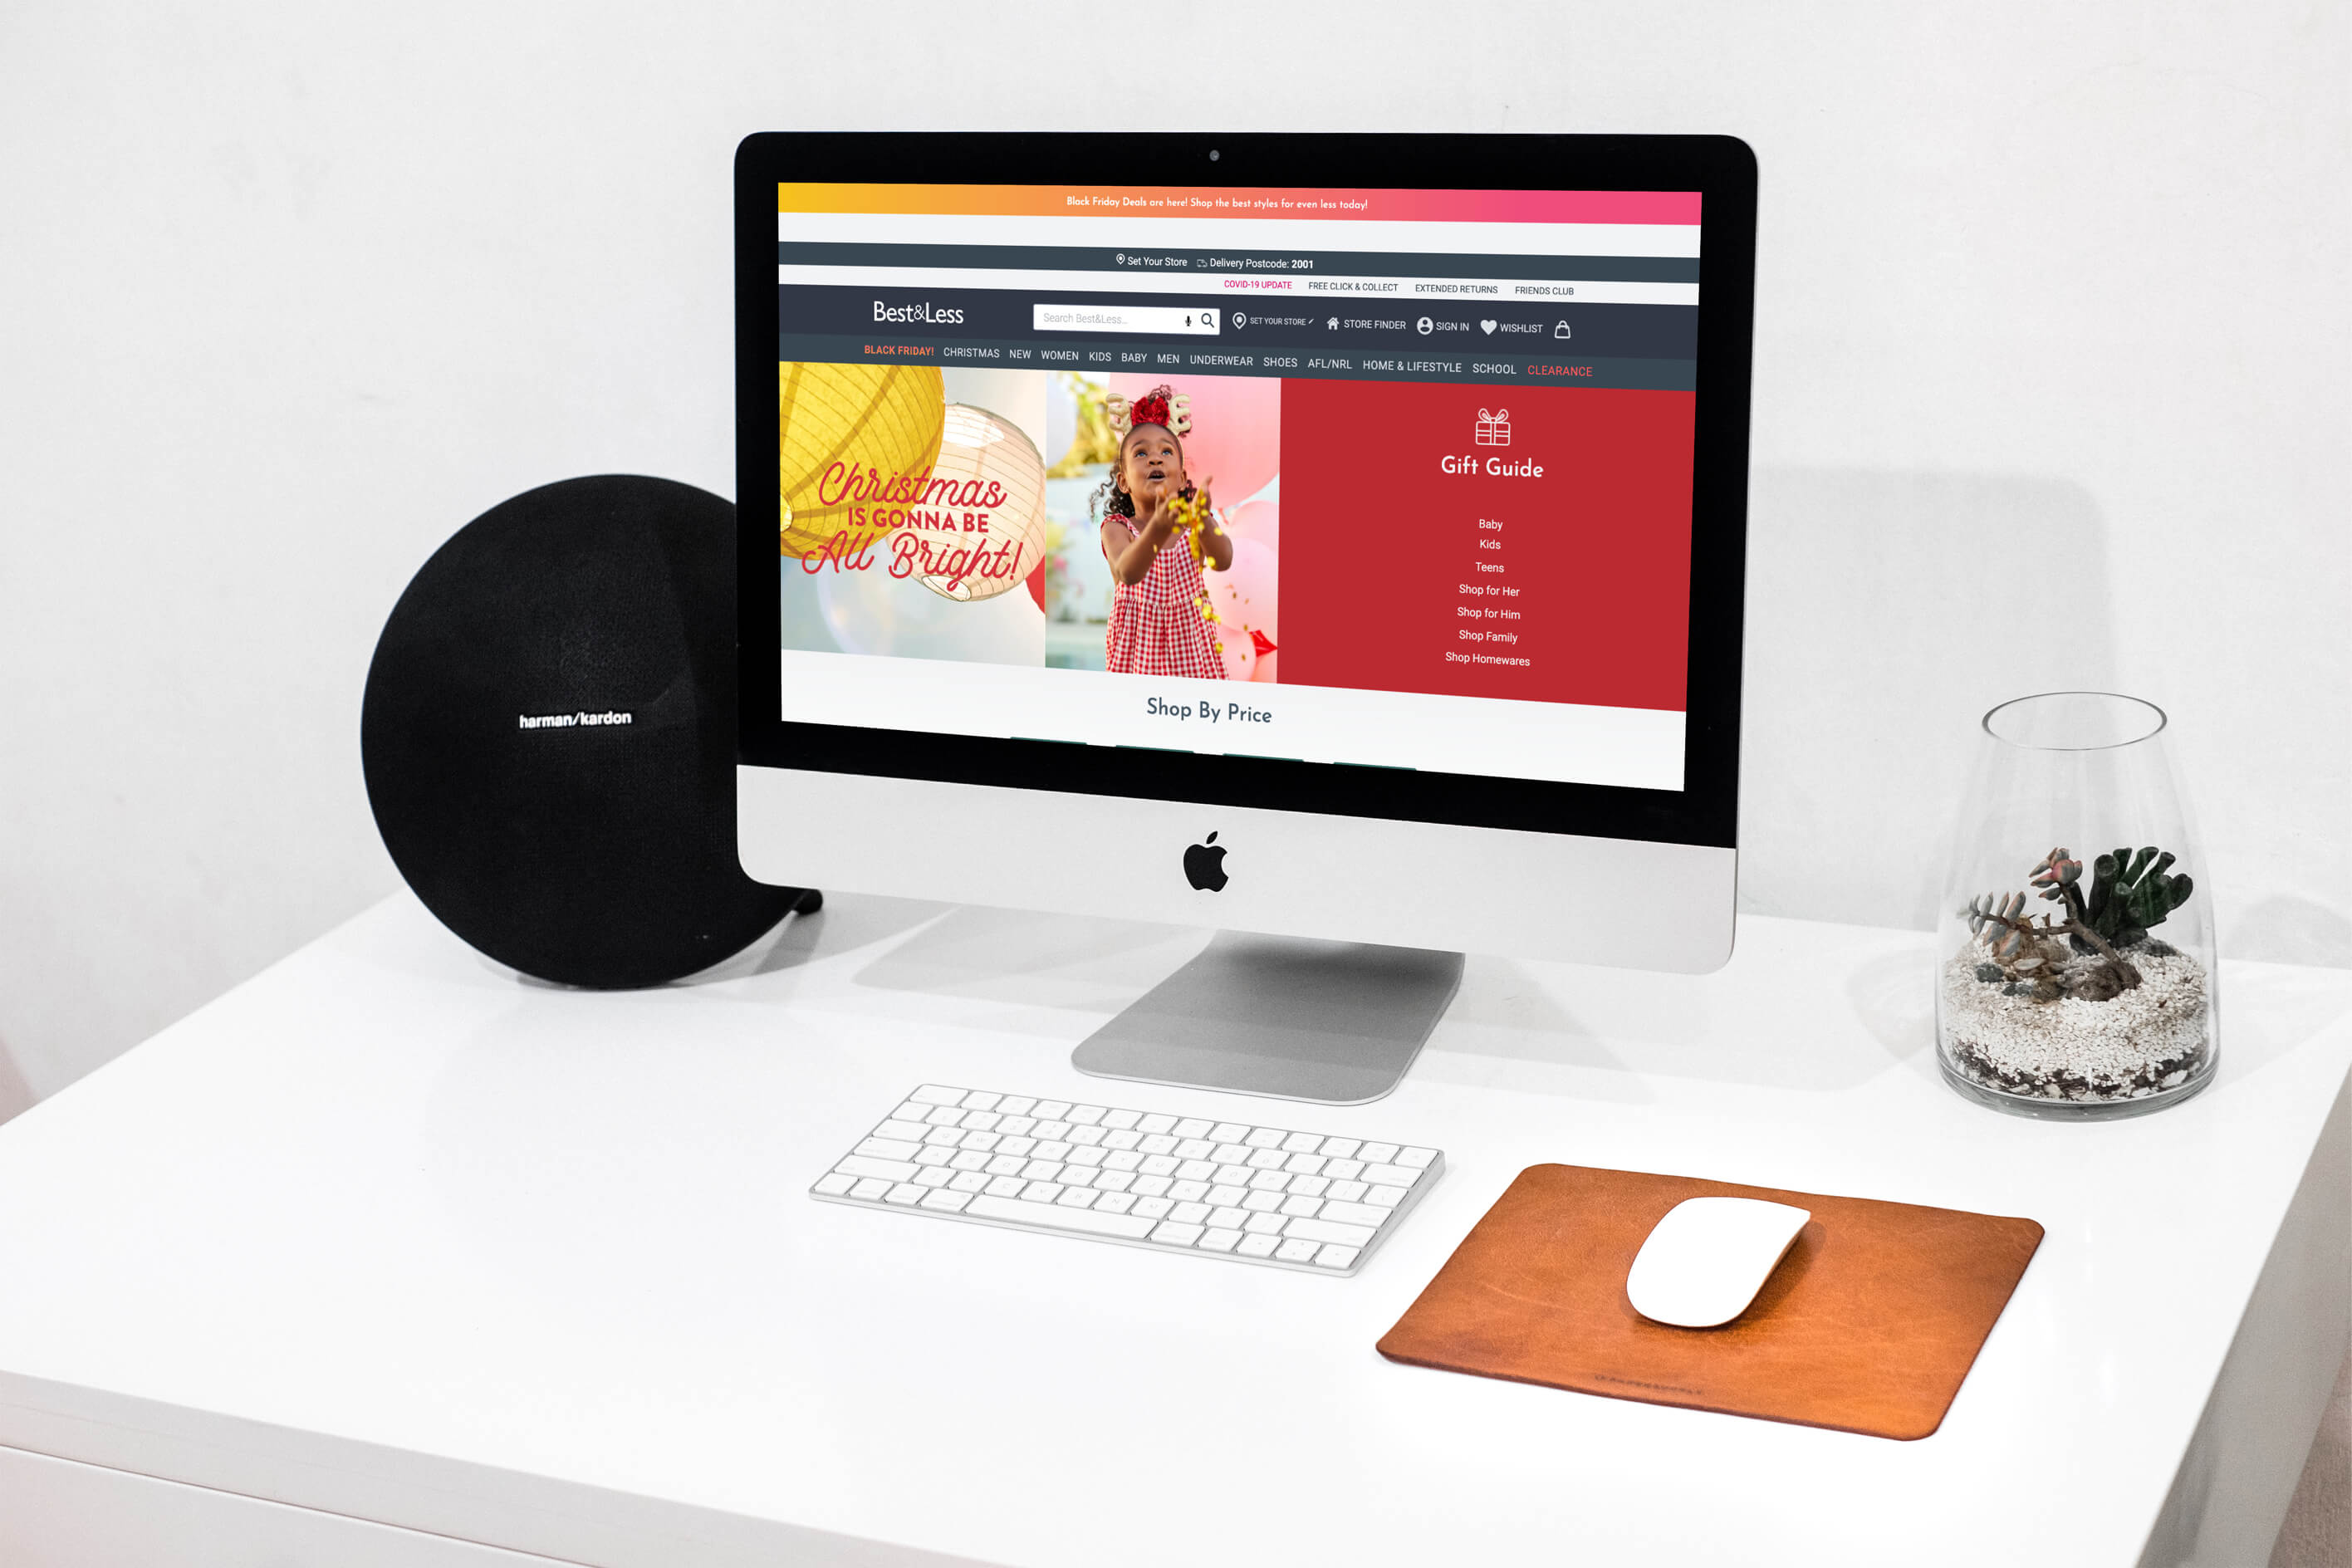 Black Friday Deals are here! Shop the best styles for even less today!
Set Your Store Delivery Postcode: 2001
COVID-19 UPDATE FREE CLICK & COLLECT EXTENDED RETURNS FRIENDS CLUB
Best&Less
Search Best&Less...
SET YOUR STORE STORE FINDER SIGN IN WISHLIST
BLACK FRIDAY! CHRISTMAS NEW WOMEN KIDS BABY MEN UNDERWEAR SHOES AFL/NRL HOME & LIFESTYLE SCHOOL CLEARANCE
Christmas
IS GONNA BE
All Bright!
Gift Guide
Baby
Kids
Teens
Shop for Her
Shop for Him
Shop Family
Shop Homewares
Shop By Price
harman/kardon